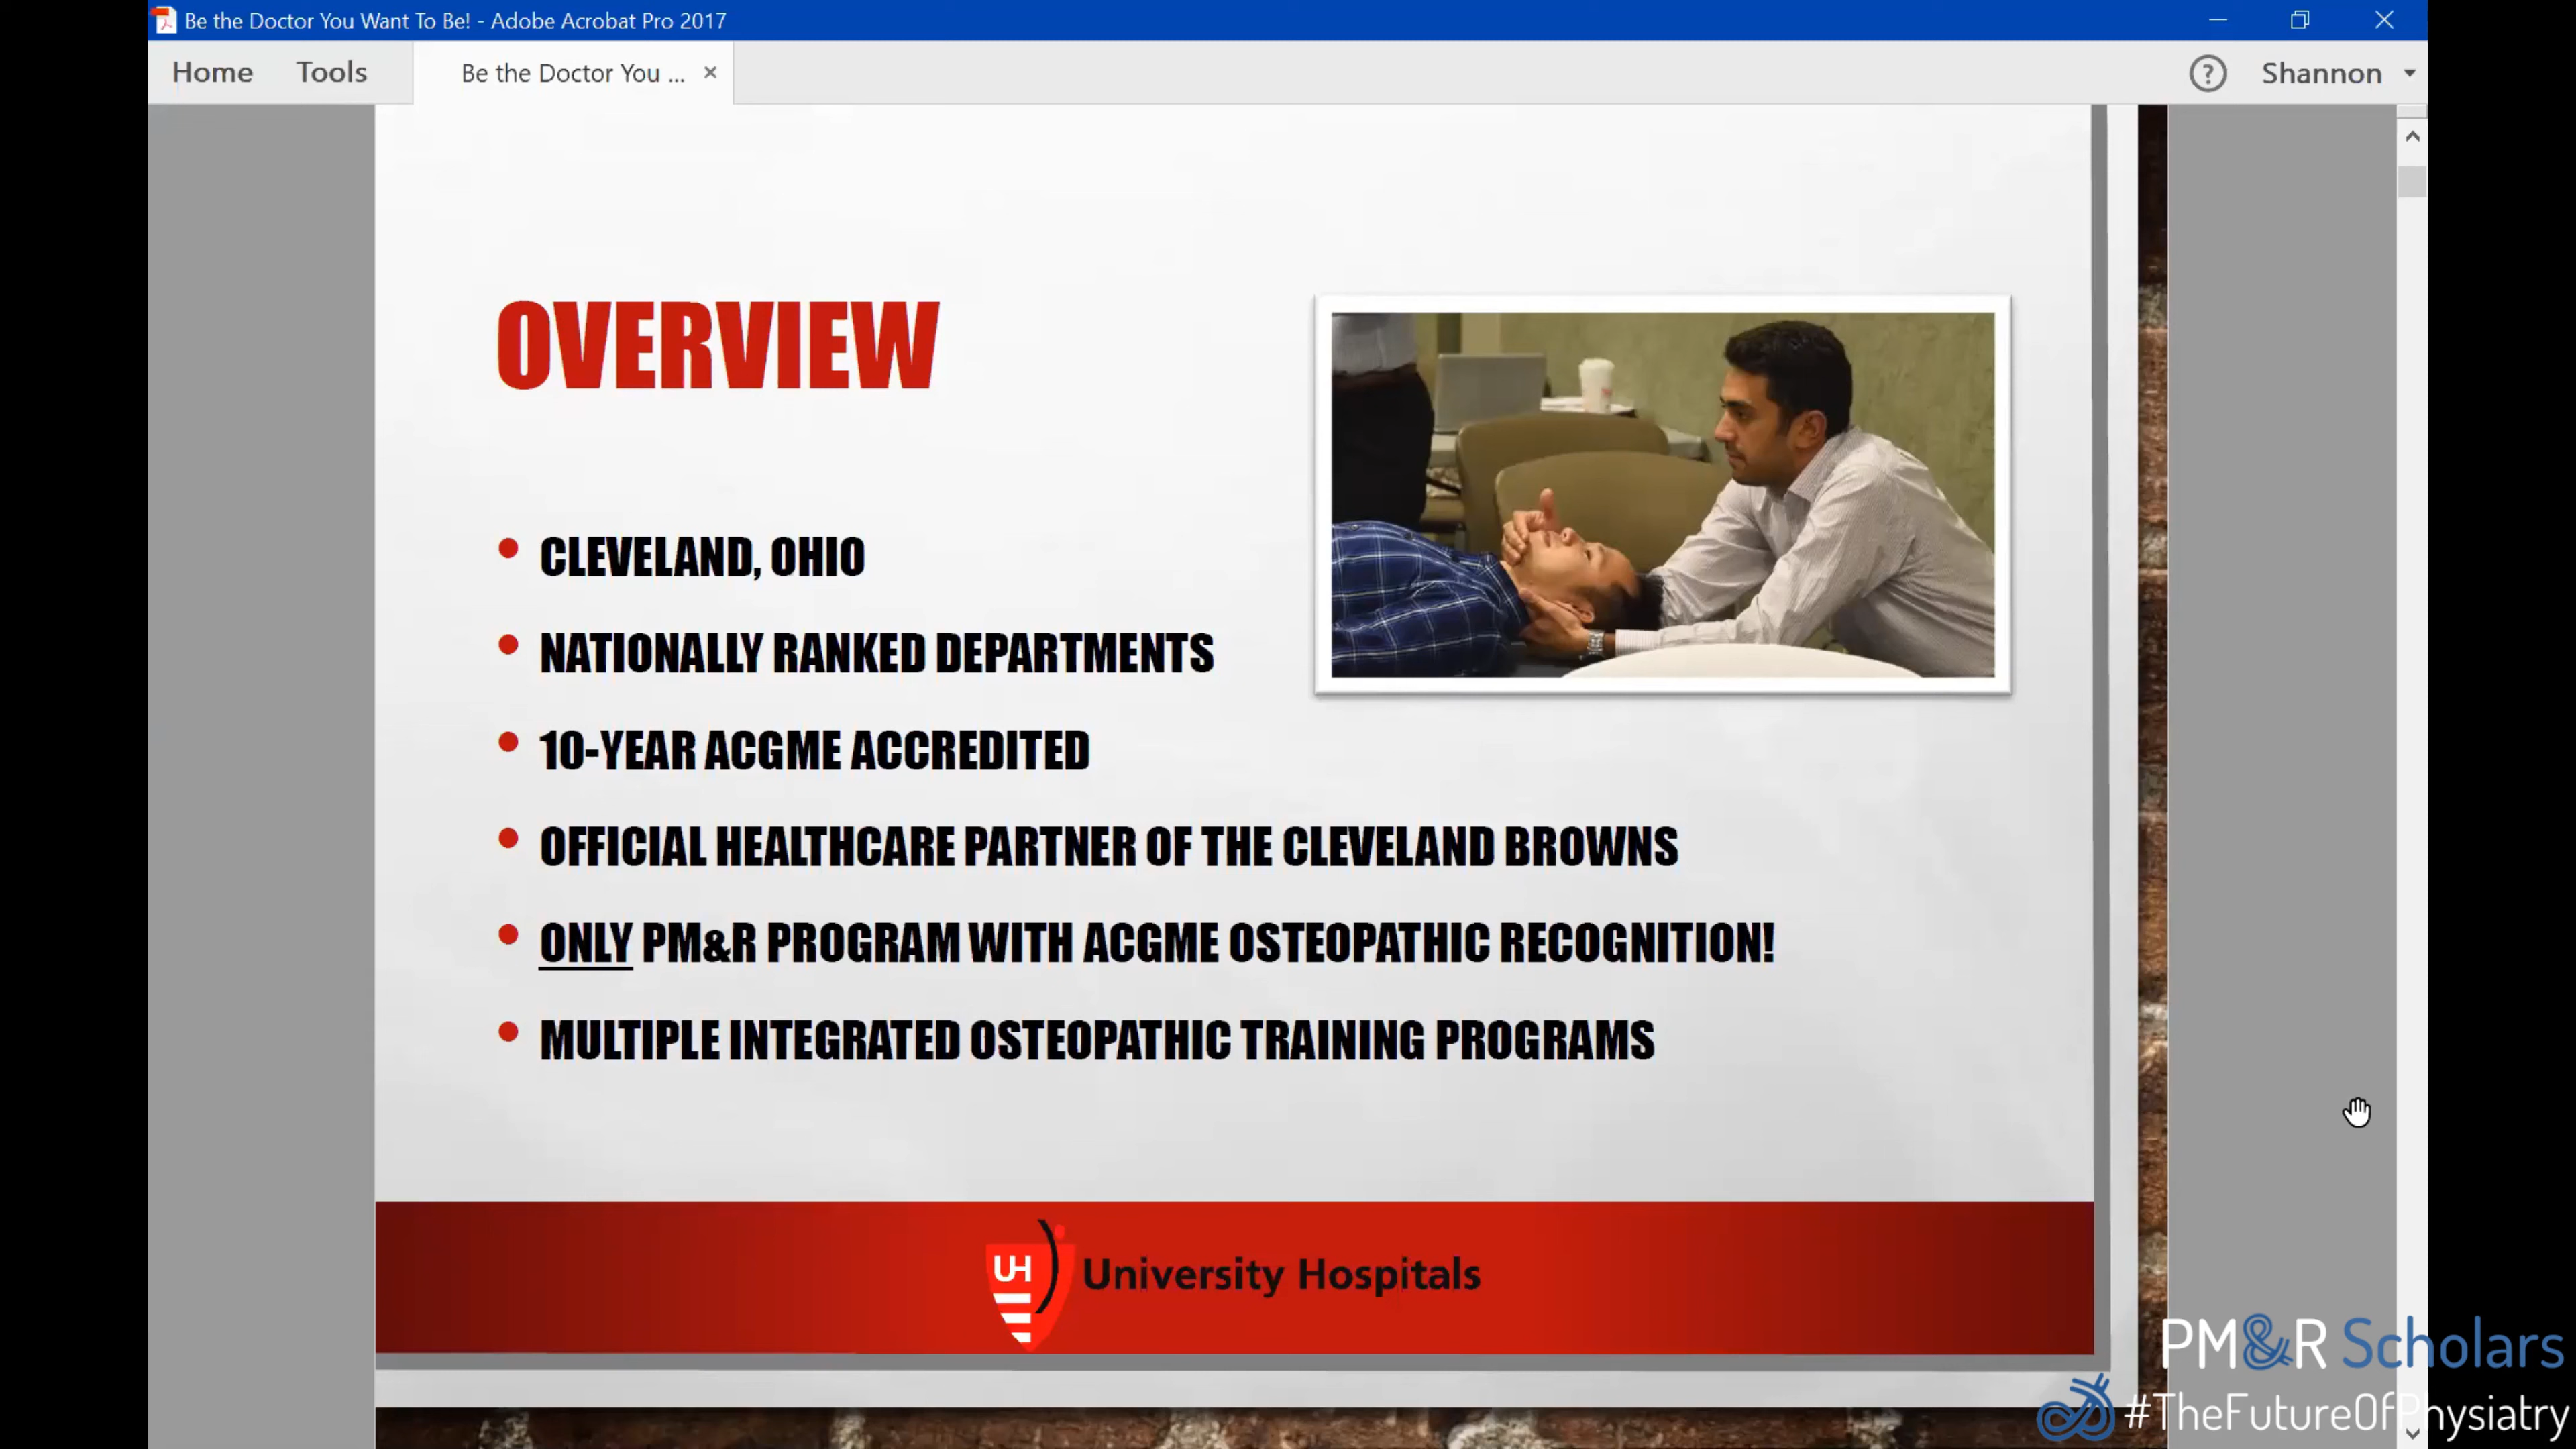 Be the Doctor You Want To Be! - Adobe Acrobat Pro 2017
Home Tools Be the Doctor You ... Shannon
OVERVIEW
CLEVELAND, OHIO
NATIONALLY RANKED DEPARTMENTS
10-YEAR ACGME ACCREDITED
OFFICIAL HEALTHCARE PARTNER OF THE CLEVELAND BROWNS
ONLY PM&R PROGRAM WITH ACGME OSTEOPATHIC RECOGNITION!
MULTIPLE INTEGRATED OSTEOPATHIC TRAINING PROGRAMS
UH University Hospitals
PM&R Scholars
#TheFutureOfPhysiatry